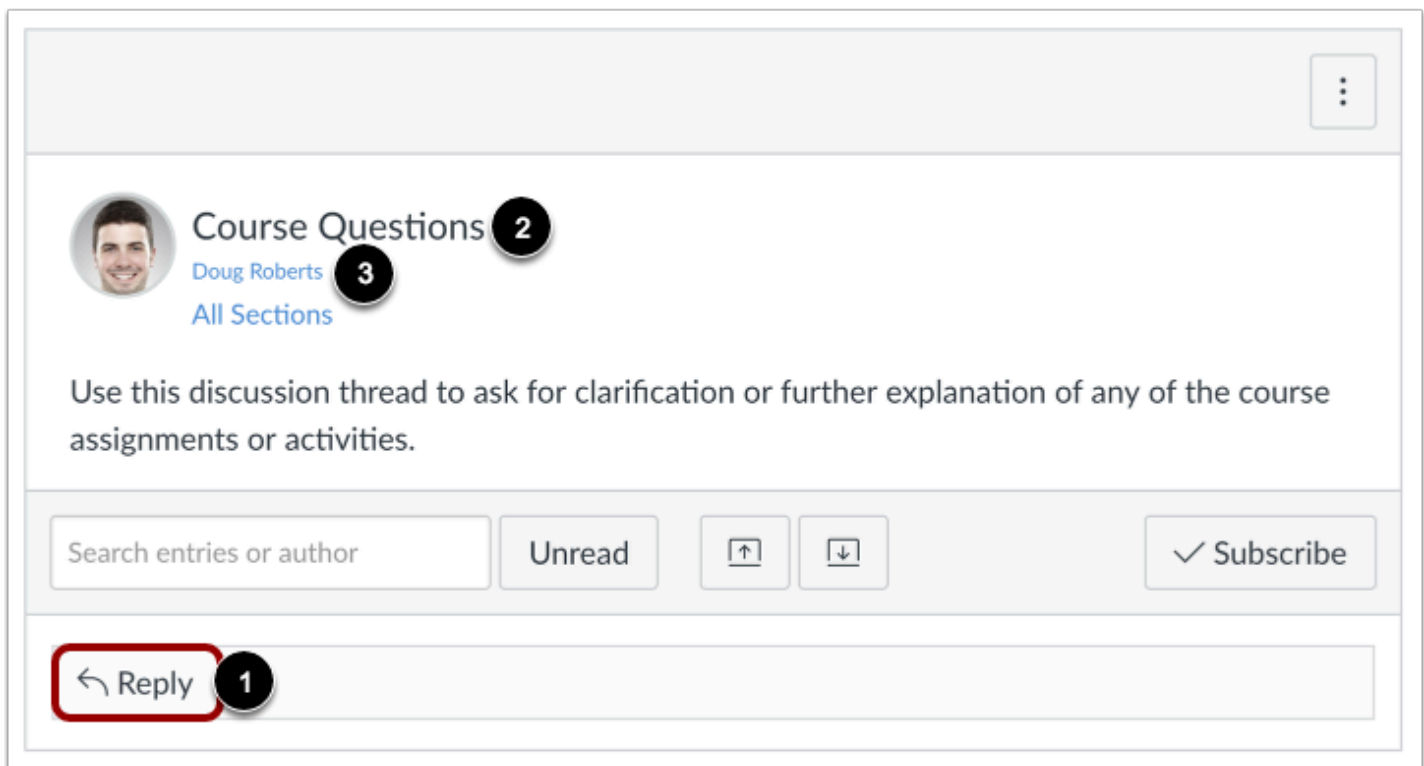 Course Questions 2
Doug Roberts 3
All Sections
Use this discussion thread to ask for clarification or further explanation of any of the course
assignments or activities.
Search entries or author Unread Subscribe
Reply 1